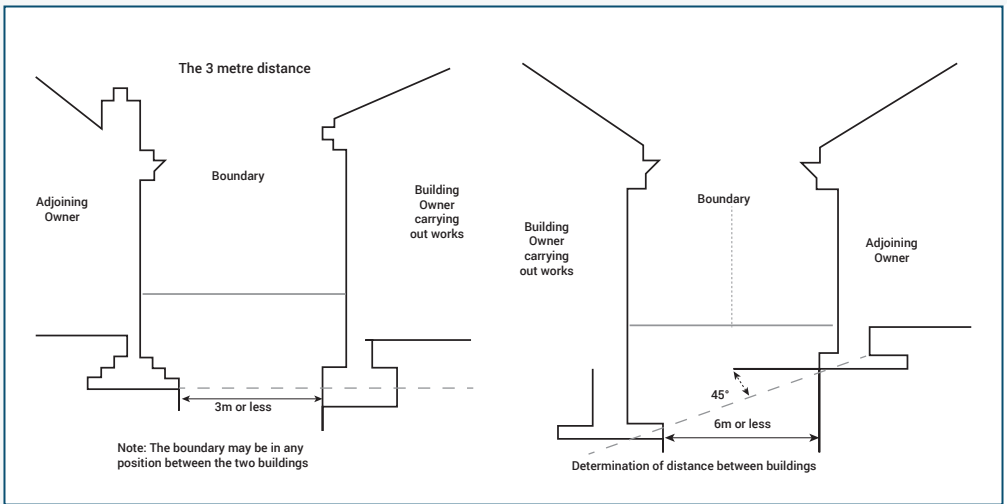 The 3 metre distance
Boundary
Adjoining
Owner
Building
Owner
carrying
out works
3m or less
Note: The boundary may be in any
position between the two buildings
Boundary
Building
Owner
carrying
out works
Adjoining
Owner
45°
6m or less
Determination of distance between buildings